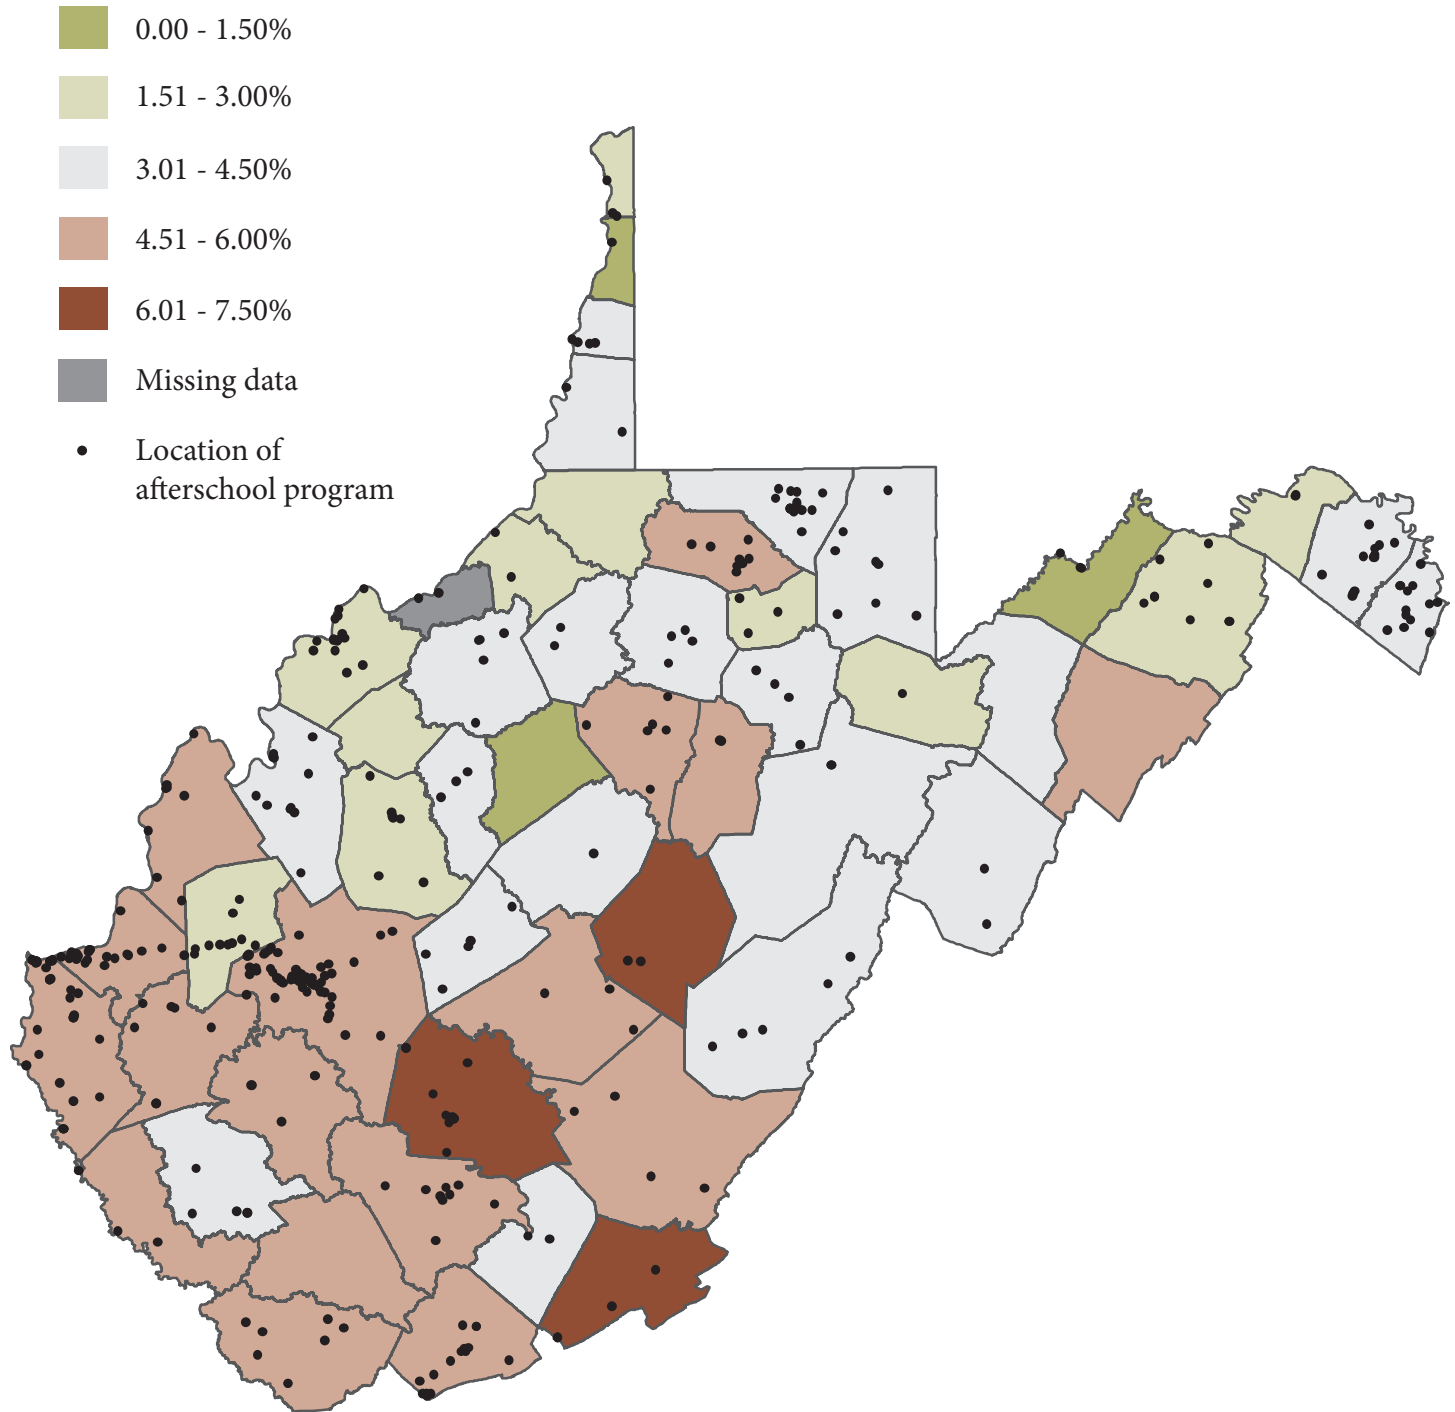 0.00 - 1.50%
1.51 - 3.00%
3.01 - 4.50%
4.51 - 6.00%
6.01 - 7.50%
Missing data
Location of
afterschool program